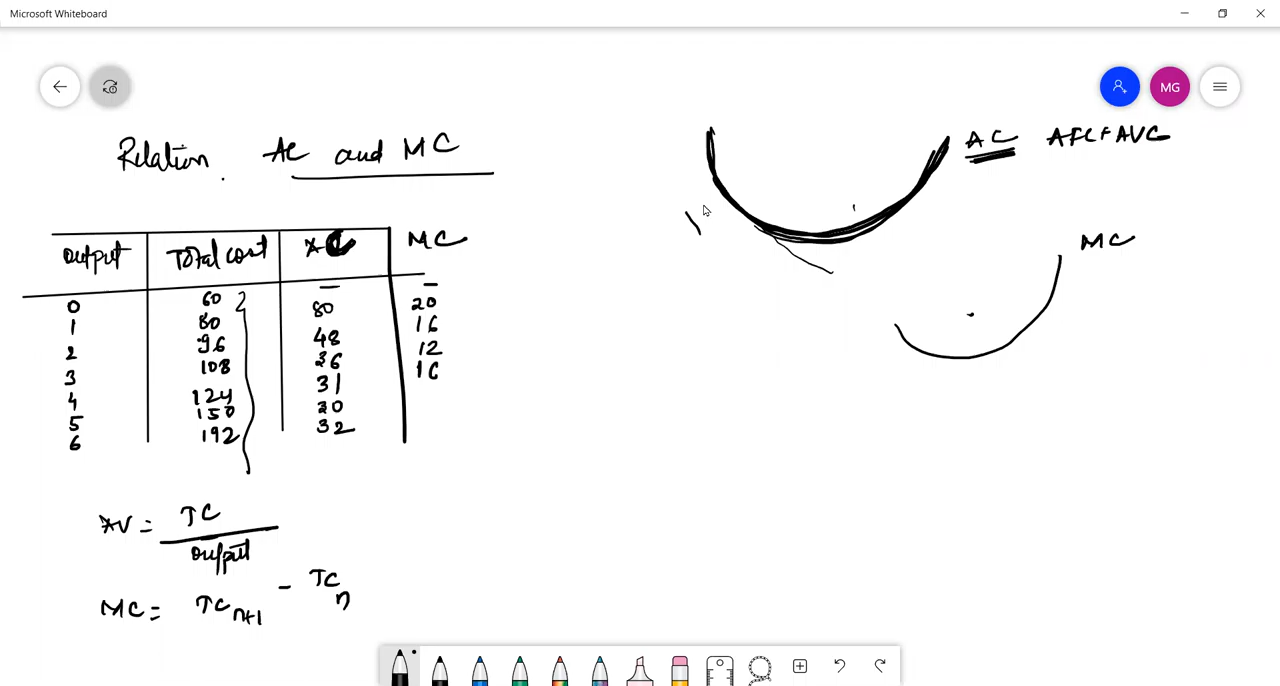 Microsoft Whiteboard
MG
Relation AC and MC
AC AFC + AVC
MC
Output Total cost AC MC
0 60 — —
1 80 80 20
2 96 48 16
3 108 36 12
4 124 31 16
5 150 30
6 192 32
AV = TC
output
MC = TC n+1 - TC n